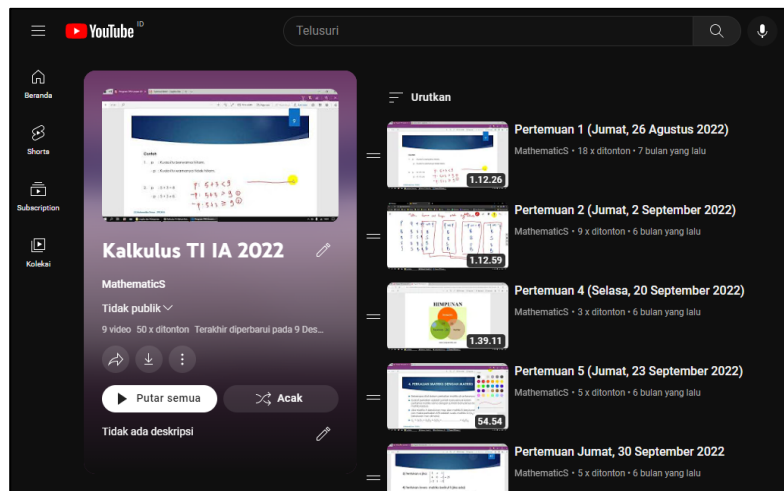 YouTube ID
Telusuri
Beranda
Shorts
Subscription
Koleksi
Kalkulus TI IA 2022
MathematicS
Tidak publik
9 video 50 x ditonton Terakhir diperbarui pada 9 Des...
Putar semua
Acak
Tidak ada deskripsi
Urutkan
1.12.26
Pertemuan 1 (Jumat, 26 Agustus 2022)
MathematicS • 18 x ditonton • 7 bulan yang lalu
1.12.59
Pertemuan 2 (Jumat, 2 September 2022)
MathematicS • 9 x ditonton • 6 bulan yang lalu
HIMPUNAN
1.39.11
Pertemuan 4 (Selasa, 20 September 2022)
MathematicS • 3 x ditonton • 6 bulan yang lalu
54.54
Pertemuan 5 (Jumat, 23 September 2022)
MathematicS • 5 x ditonton • 6 bulan yang lalu
Pertemuan Jumat, 30 September 2022
MathematicS • 5 x ditonton • 6 bulan yang lalu